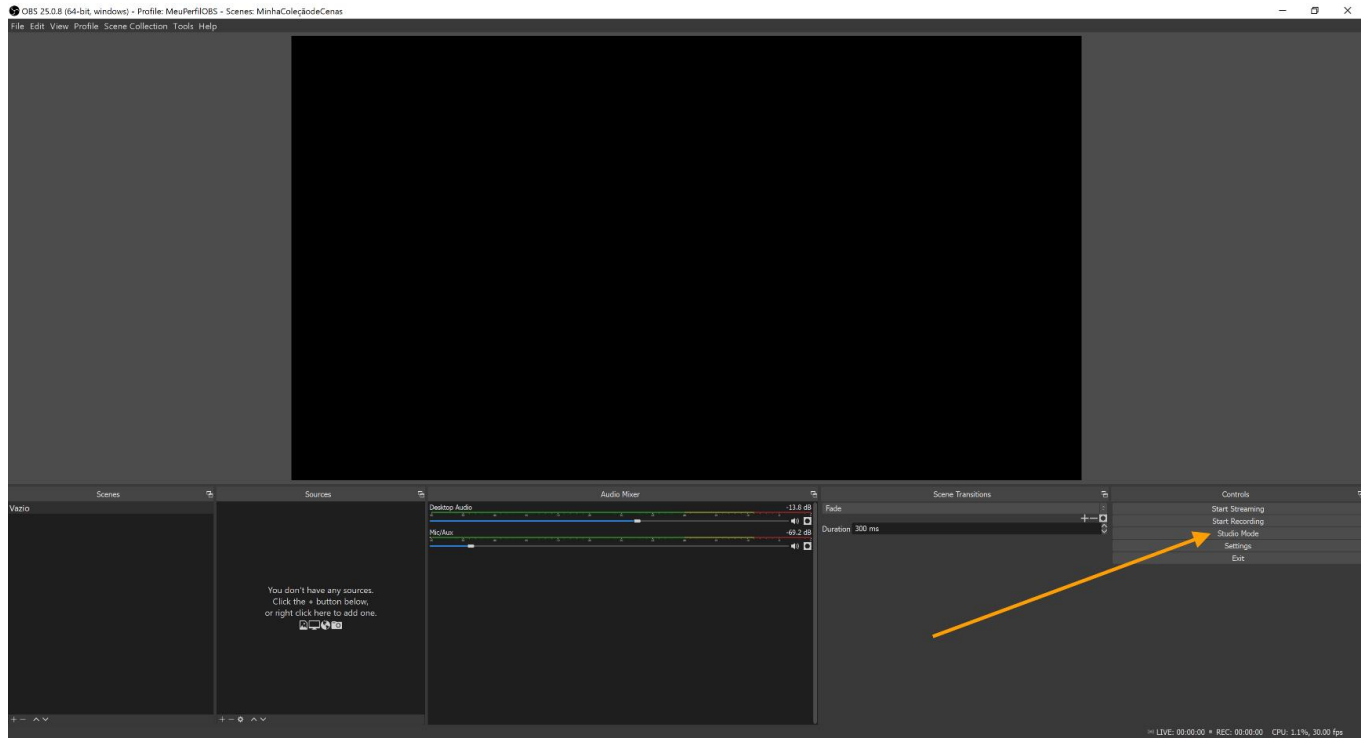 OBS 25.0.8 (64-bit, windows) - Profile: MeuPerfilOBS - Scenes: MinhaColeçãodeCenas
File Edit View Profile Scene Collection Tools Help
Scenes
Vazio
Sources
You don't have any sources.
Click the + button below,
or right click here to add one.
Audio Mixer
Desktop Audio -13.8 dB
Mic/Aux -69.2 dB
Scene Transitions
Fade
Duration 300 ms
Controls
Start Streaming
Start Recording
Studio Mode
Settings
Exit
LIVE: 00:00:00 REC: 00:00:00 CPU: 1.1%, 30.00 fps